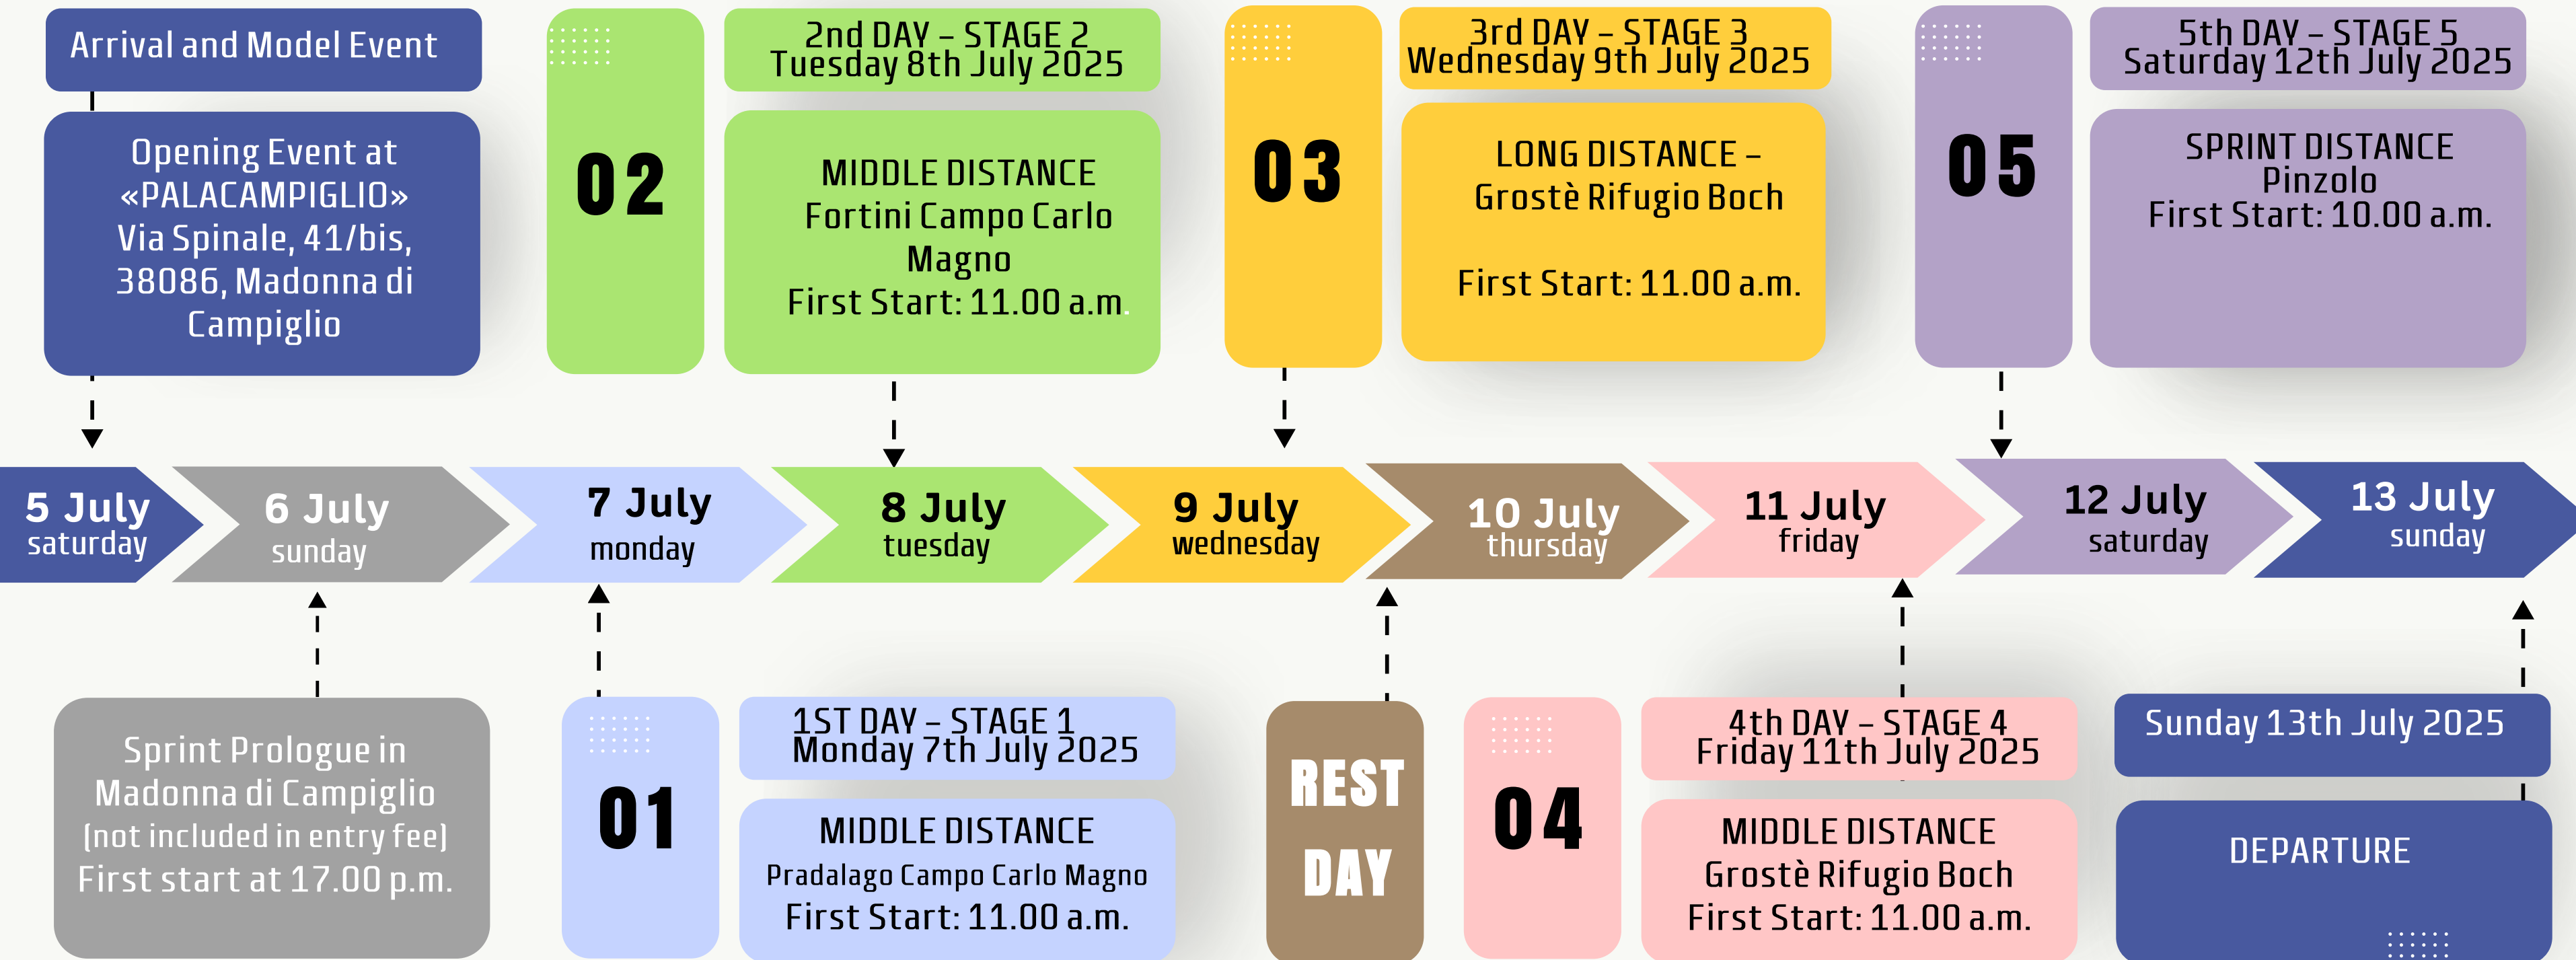 Arrival and Model Event
Opening Event at
«PALACAMPIGLIO»
Via Spinale, 41/bis,
38086, Madonna di
Campiglio
02
2nd DAY – STAGE 2
Tuesday 8th July 2025
MIDDLE DISTANCE
Fortini Campo Carlo
Magno
First Start: 11.00 a.m.
03
3rd DAY – STAGE 3
Wednesday 9th July 2025
LONG DISTANCE –
Grostè Rifugio Boch
First Start: 11.00 a.m.
05
5th DAY – STAGE 5
Saturday 12th July 2025
SPRINT DISTANCE
Pinzolo
First Start: 10.00 a.m.
5 July
saturday
6 July
sunday
7 July
monday
8 July
tuesday
9 July
wednesday
10 July
thursday
11 July
friday
12 July
saturday
13 July
sunday
Sprint Prologue in
Madonna di Campiglio
(not included in entry fee)
First start at 17.00 p.m.
01
1ST DAY – STAGE 1
Monday 7th July 2025
MIDDLE DISTANCE
Pradalago Campo Carlo Magno
First Start: 11.00 a.m.
REST
DAY
04
4th DAY – STAGE 4
Friday 11th July 2025
MIDDLE DISTANCE
Grostè Rifugio Boch
First Start: 11.00 a.m.
Sunday 13th July 2025
DEPARTURE